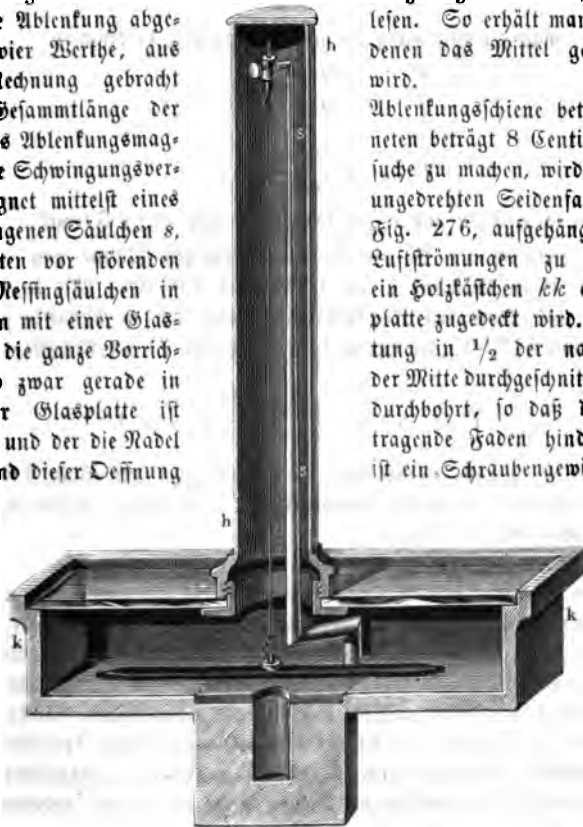 e Ablenkung abge-
vier Werthe, aus
Rechnung gebracht
Gesammtlänge der
s Ablenkungsmag-
e Schwingungsver-
gnet mittelst eines
ngenen Säulchen s,
ten vor störenden
Messingsäulchen in
n mit einer Glas-
die ganze Vorrich-
o zwar gerade in
r Glasplatte ist
und der die Nadel
nd dieser Oeffnung
lesen. So erhält man
denen das Mittel ge
wird.
Ablenkungsschiene bet
neten beträgt 8 Centi
suche zu machen, wird
ungedrehten Seidenfa
Fig. 276, aufgehäng
Luftströmungen zu
ein Holzkästchen kk
platte zugedeckt wird.
tung in 1/2 der na
der Mitte durchgeschnit
durchbohrt, so daß
tragende Faden hind
ist ein Schraubengewi
h
s
s
h
k
k